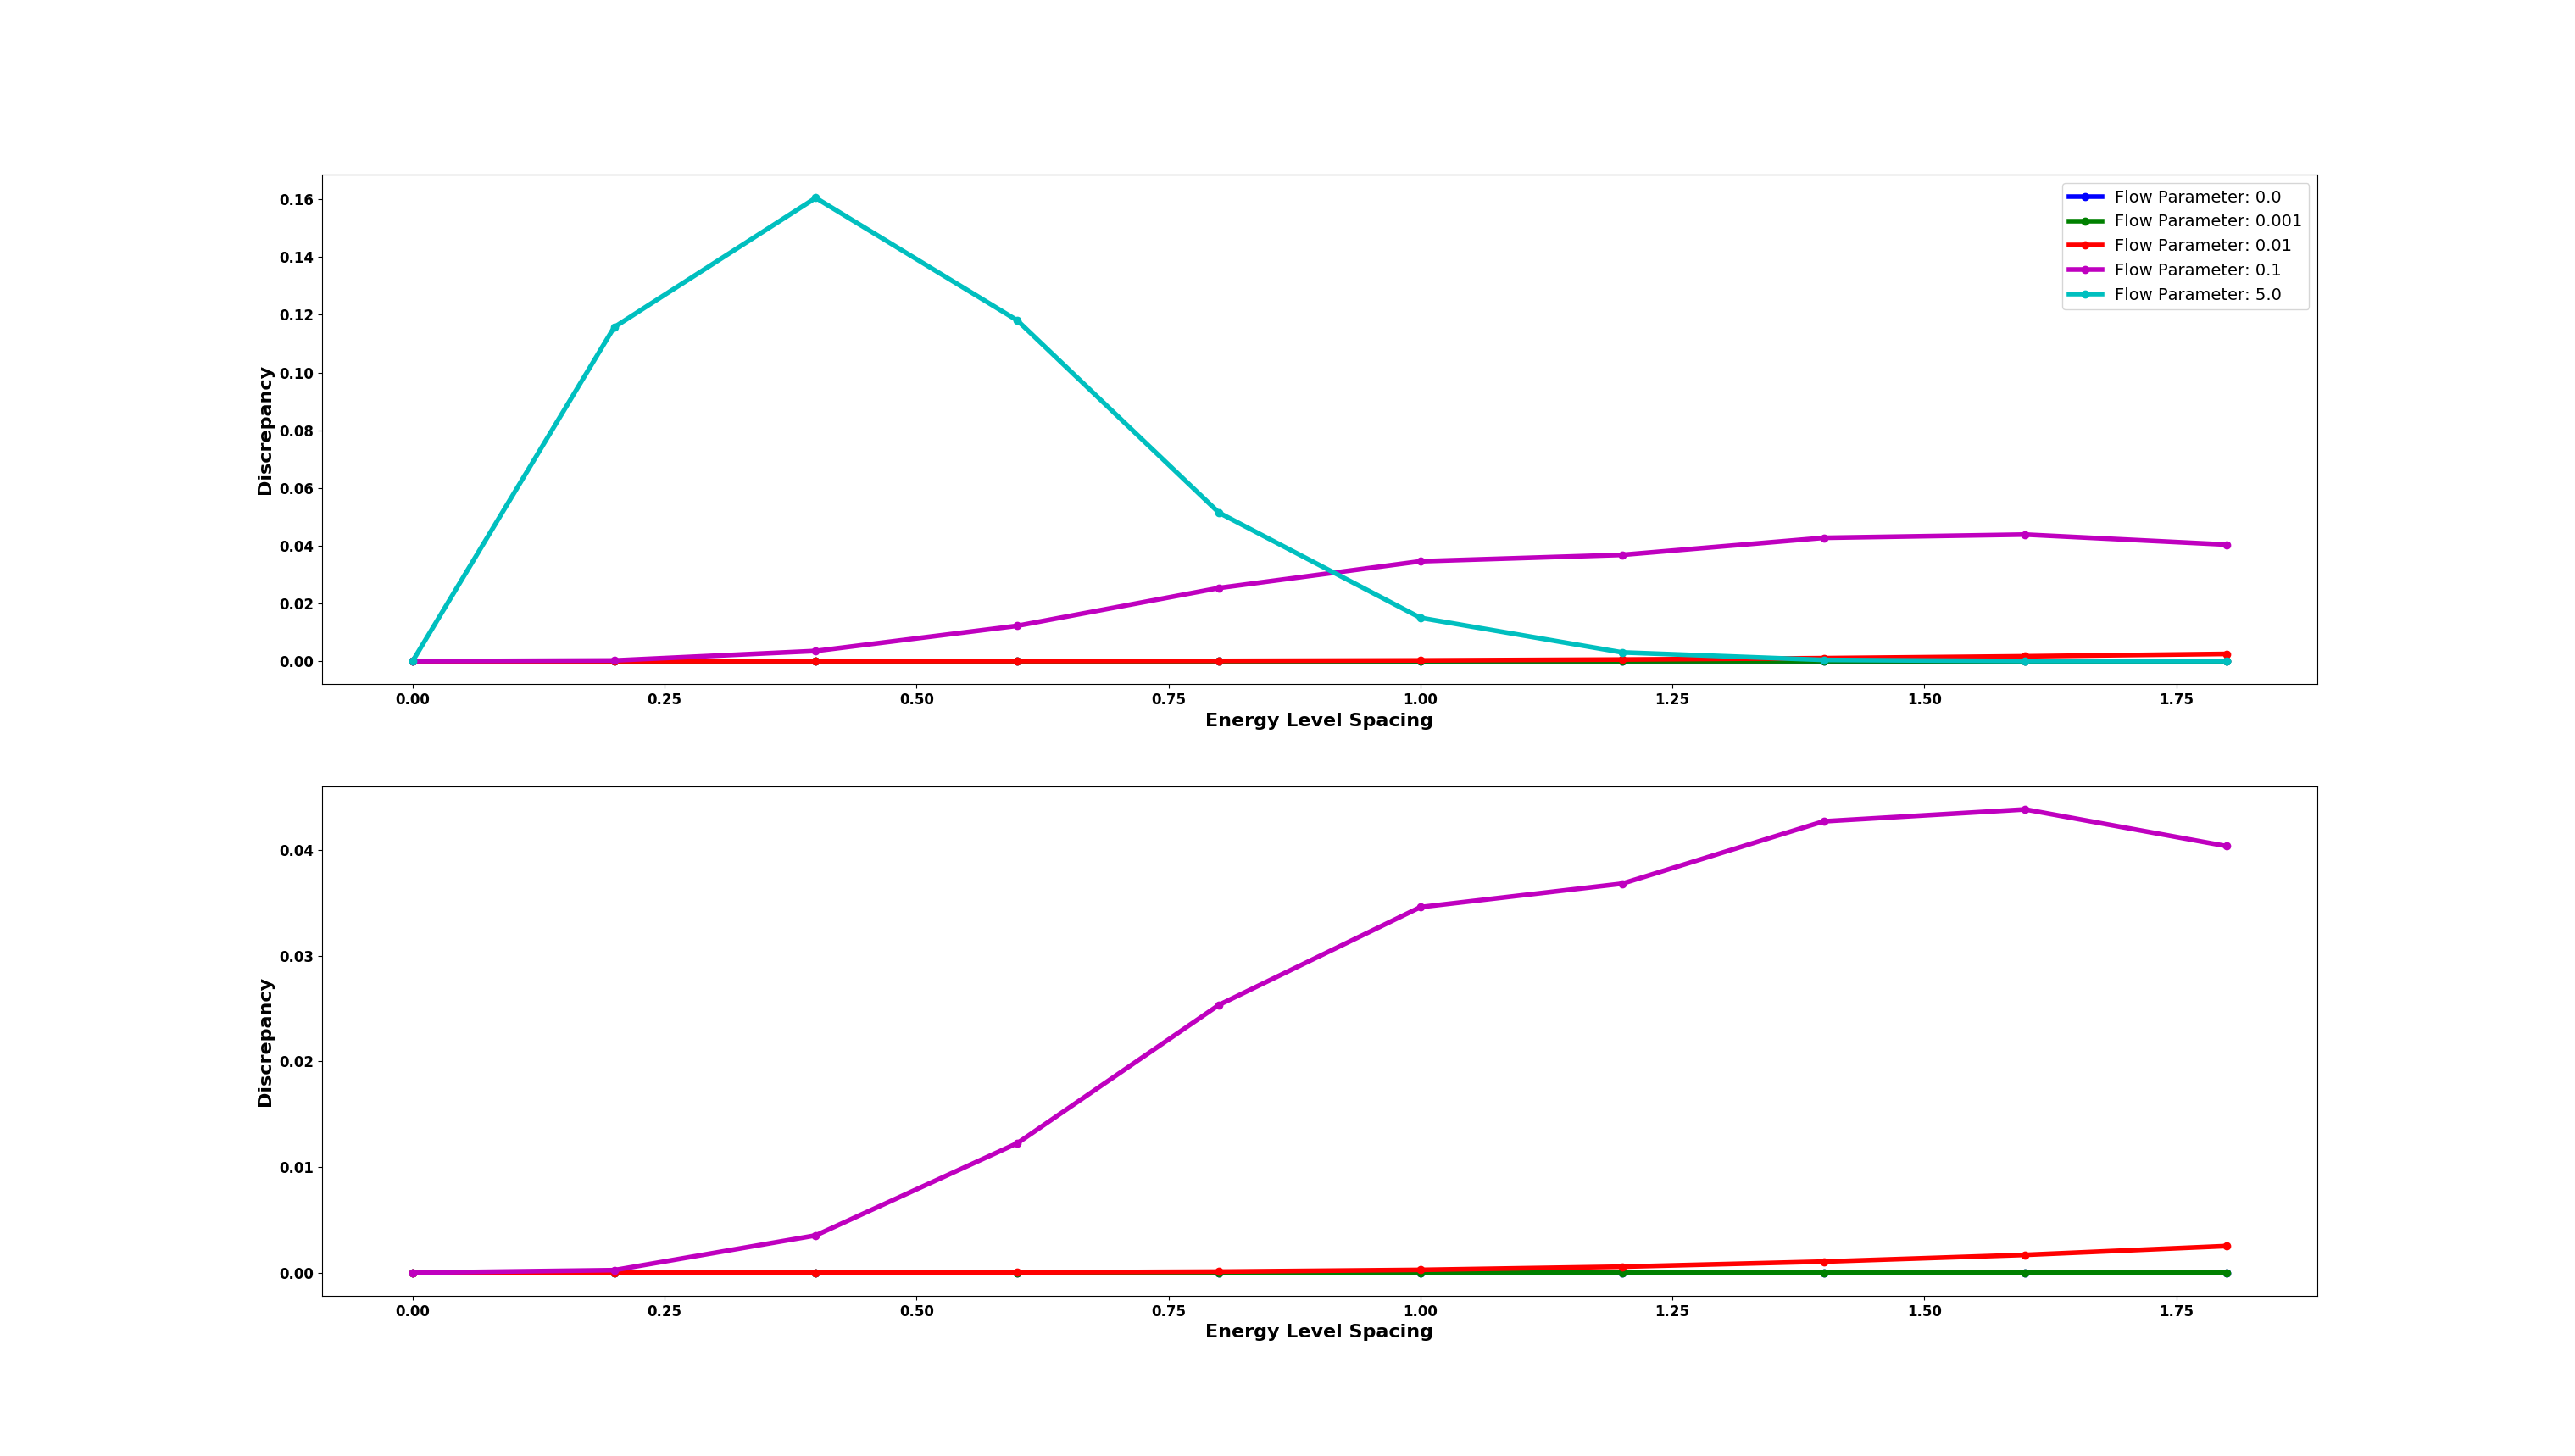 0.16
0.14
0.12
0.10
0.08
0.06
0.04
0.02
0.00
Discrepancy
Flow Parameter: 0.0
Flow Parameter: 0.001
Flow Parameter: 0.01
Flow Parameter: 0.1
Flow Parameter: 5.0
0.00 0.25 0.50 0.75 1.00 1.25 1.50 1.75
Energy Level Spacing
0.04
0.03
0.02
0.01
0.00
Discrepancy
0.00 0.25 0.50 0.75 1.00 1.25 1.50 1.75
Energy Level Spacing